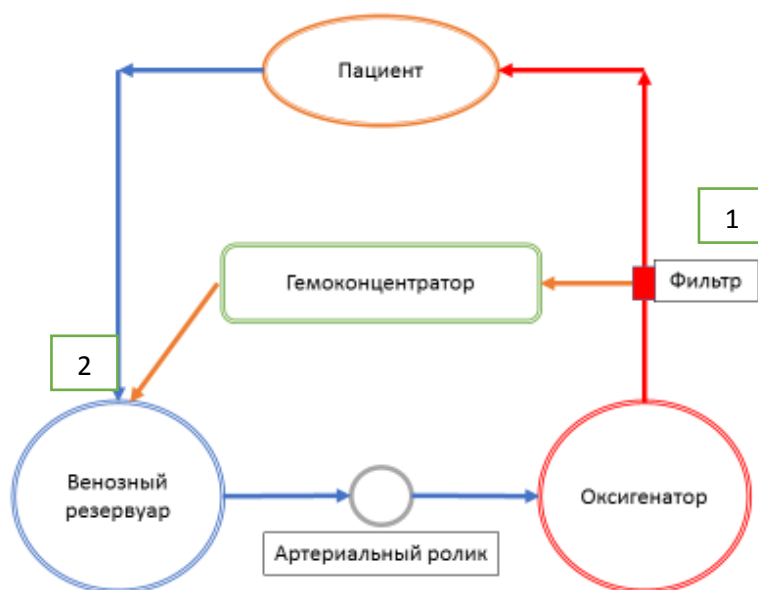 Пациент
1
Гемоконцентратор
Фильтр
2
Венозный
резервуар
Оксигенатор
Артериальный ролик